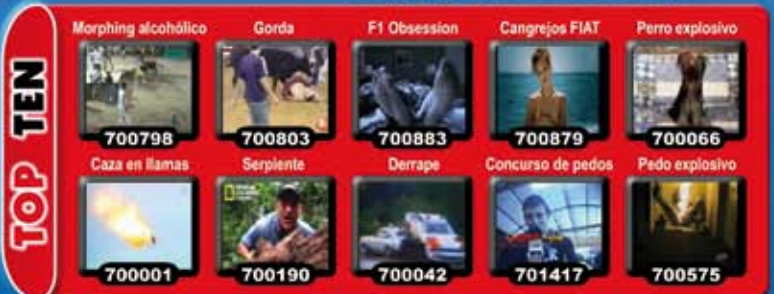 TOP TEN
Morphing alcohólico Gorda F1 Obsession Cangrejos FIAT Perro explosivo
700798 700803 700883 700879 700066
Caza en llamas Serpiente Derrape Concurso de pedos Pedo explosivo
700001 700190 700042 701417 700575